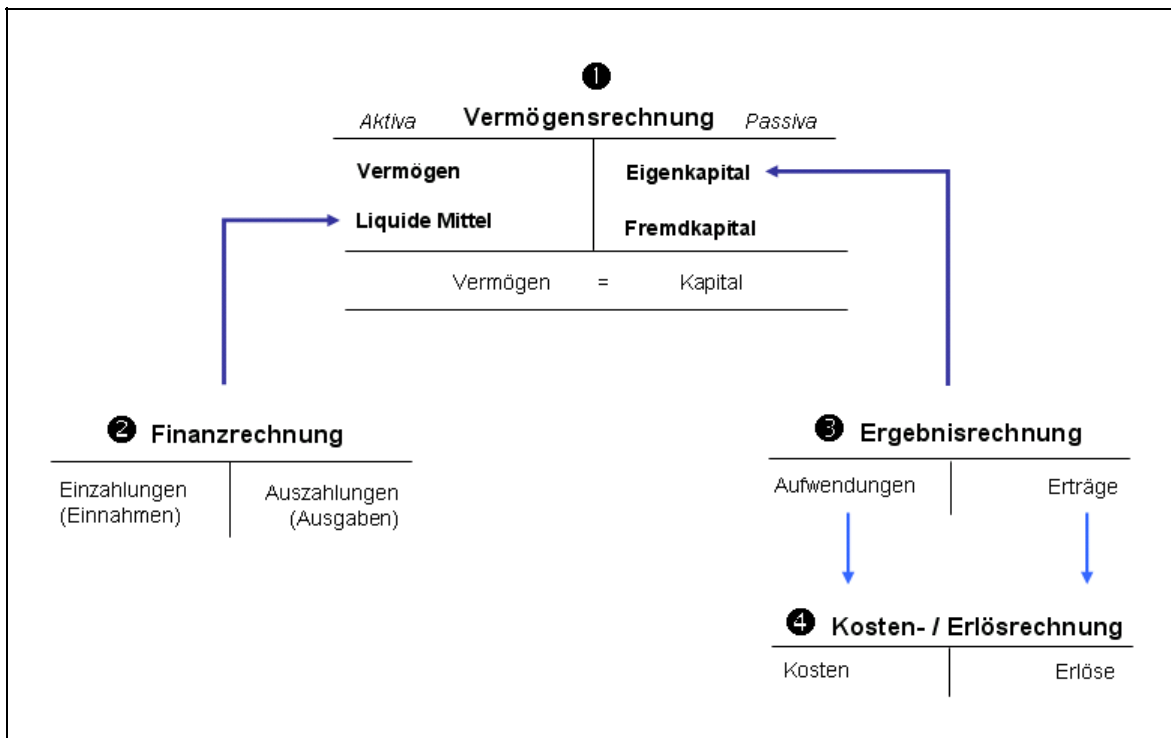 ❶
Aktiva Vermögensrechnung Passiva
Vermögen Eigenkapital
Liquide Mittel Fremdkapital
Vermögen = Kapital
❷ Finanzrechnung
Einzahlungen
(Einnahmen)
Auszahlungen
(Ausgaben)
❸ Ergebnisrechnung
Aufwendungen Erträge
❹ Kosten- / Erlösrechnung
Kosten Erlöse